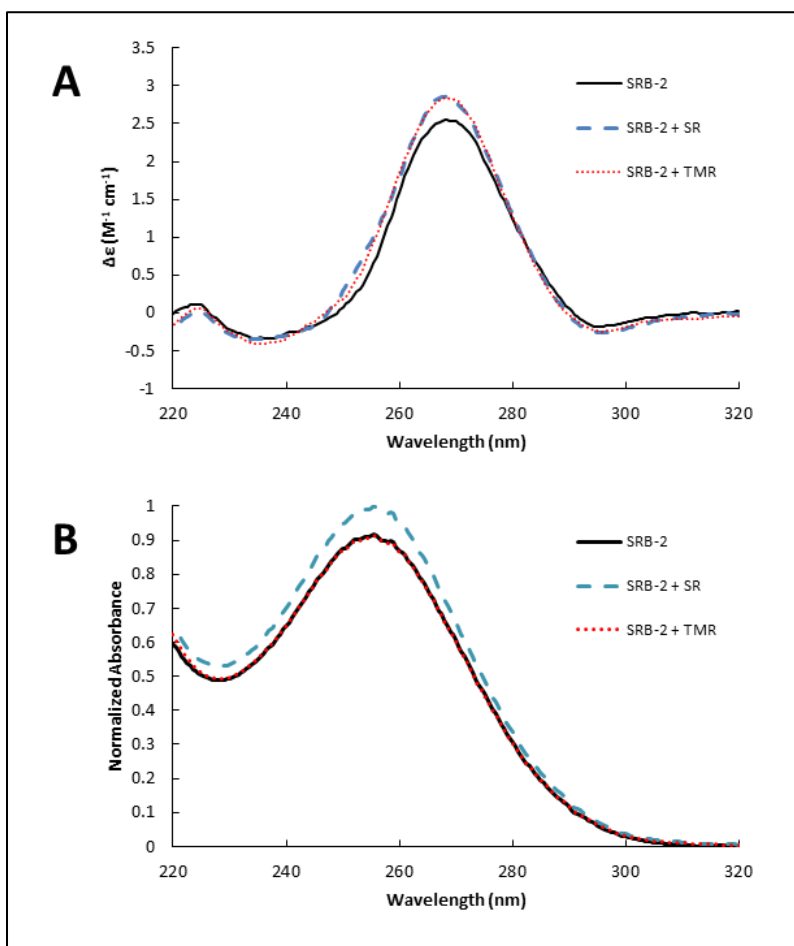 A
3.5
3
2.5
2
1.5
1
0.5
0
-0.5
-1
Δε (M⁻¹ cm⁻¹)
220 240 260 280 300 320
Wavelength (nm)
SRB-2
SRB-2 + SR
SRB-2 + TMR
B
1
0.9
0.8
0.7
0.6
0.5
0.4
0.3
0.2
0.1
0
Normalized Absorbance
220 240 260 280 300 320
Wavelength (nm)
SRB-2
SRB-2 + SR
SRB-2 + TMR